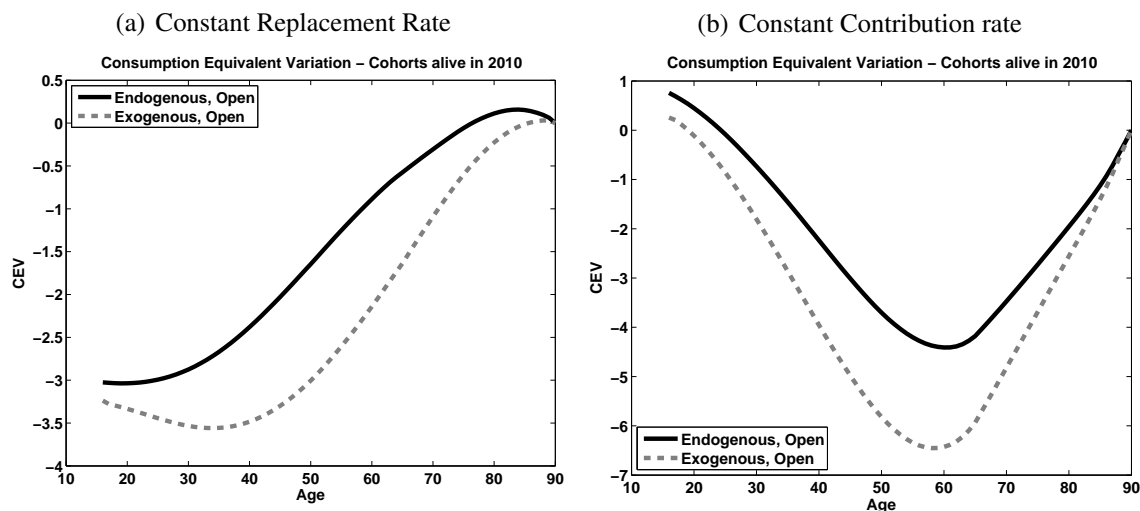 (a) Constant Replacement Rate
Consumption Equivalent Variation – Cohorts alive in 2010
0.5
0
−0.5
−1
−1.5
−2
−2.5
−3
−3.5
−4
CEV
Endogenous, Open
Exogenous, Open
10 20 30 40 50 60 70 80 90
Age
(b) Constant Contribution rate
Consumption Equivalent Variation – Cohorts alive in 2010
1
0
−1
−2
−3
−4
−5
−6
−7
CEV
Endogenous, Open
Exogenous, Open
10 20 30 40 50 60 70 80 90
Age